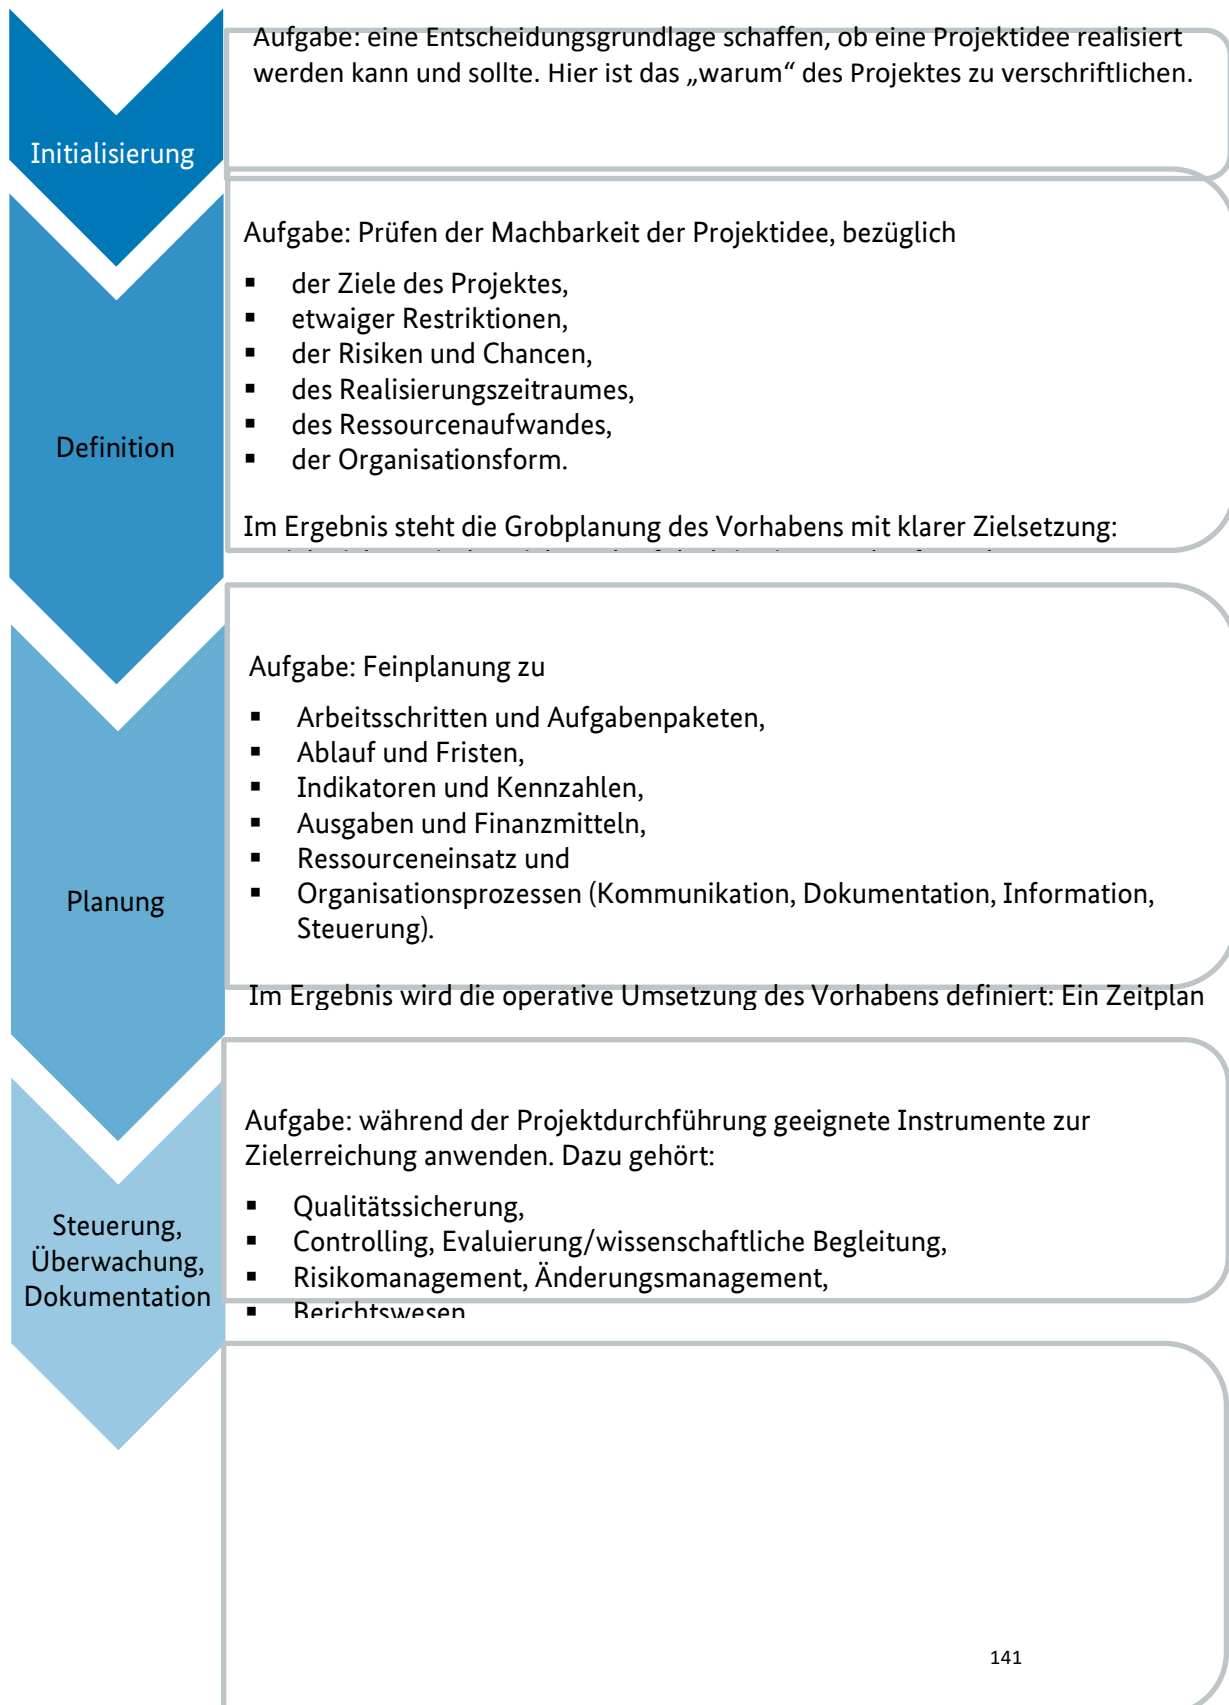 Initialisierung
Aufgabe: eine Entscheidungsgrundlage schaffen, ob eine Projektidee realisiert
werden kann und sollte. Hier ist das „warum“ des Projektes zu verschriftlichen.
Definition
Aufgabe: Prüfen der Machbarkeit der Projektidee, bezüglich
▪ der Ziele des Projektes,
▪ etwaiger Restriktionen,
▪ der Risiken und Chancen,
▪ des Realisierungszeitraumes,
▪ des Ressourcenaufwandes,
▪ der Organisationsform.
Im Ergebnis steht die Grobplanung des Vorhabens mit klarer Zielsetzung:
Planung
Aufgabe: Feinplanung zu
▪ Arbeitsschritten und Aufgabenpaketen,
▪ Ablauf und Fristen,
▪ Indikatoren und Kennzahlen,
▪ Ausgaben und Finanzmitteln,
▪ Ressourceneinsatz und
▪ Organisationsprozessen (Kommunikation, Dokumentation, Information,
Steuerung).
Im Ergebnis wird die operative Umsetzung des Vorhabens definiert: Ein Zeitplan
Steuerung,
Überwachung,
Dokumentation
Aufgabe: während der Projektdurchführung geeignete Instrumente zur
Zielerreichung anwenden. Dazu gehört:
▪ Qualitätssicherung,
▪ Controlling, Evaluierung/wissenschaftliche Begleitung,
▪ Risikomanagement, Änderungsmanagement,
▪ Berichtswesen
141